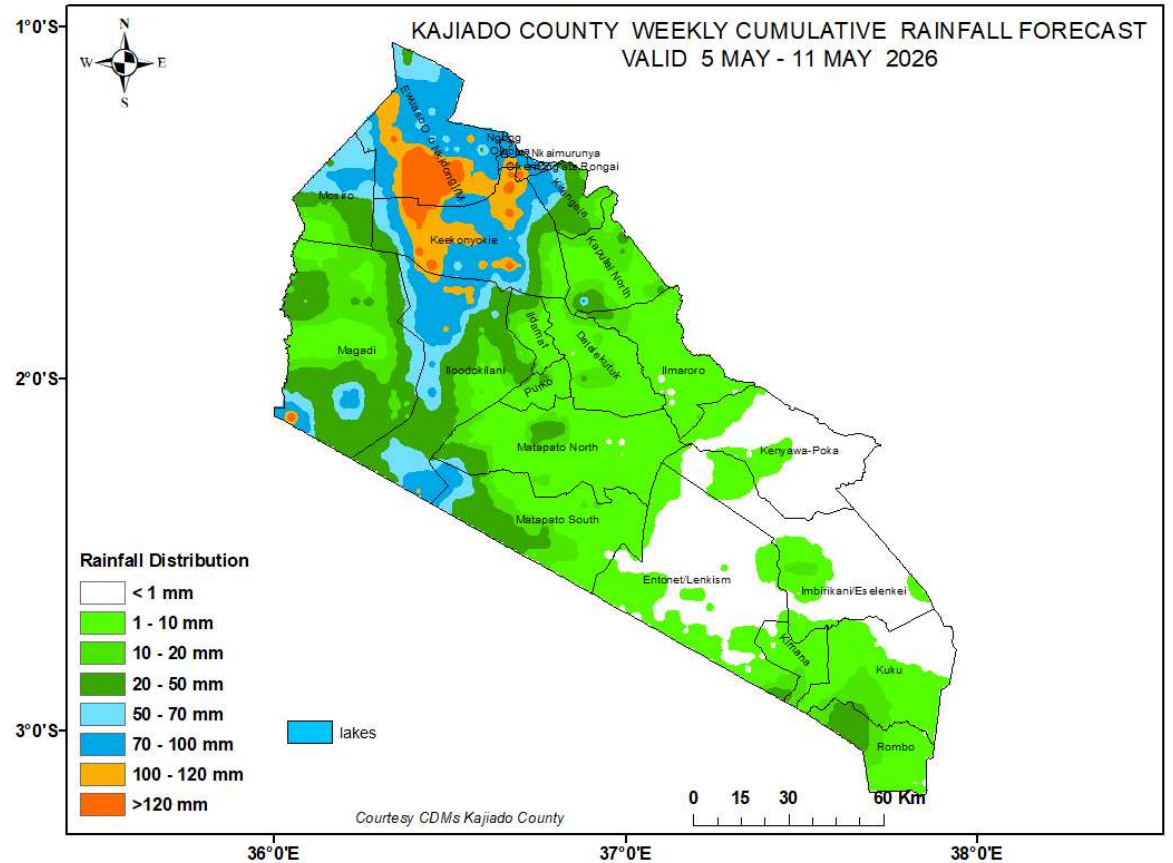 KAJIADO COUNTY WEEKLY CUMULATIVE RAINFALL FORECAST
VALID 5 MAY - 11 MAY 2026
N
W
E
S
1°0'S
2°0'S
3°0'S
Ngong
Nkaimurunya
Mosiro
Keekonyokie
Kaputai North
Magadi
Ildamat
Iloodokilani
Purko
Dalalekutuk
Ilmaroro
Matapato North
Kenyawa-Poka
Matapato South
Entonet/Lenkism
Imbirikani/Eselenkei
Kimana
Kuku
Rombo
Rainfall Distribution
< 1 mm
1 - 10 mm
10 - 20 mm
20 - 50 mm
50 - 70 mm
70 - 100 mm
100 - 120 mm
>120 mm
lakes
Courtesy CDMs Kajiado County
0 15 30 60 Km
36°0'E
37°0'E
38°0'E